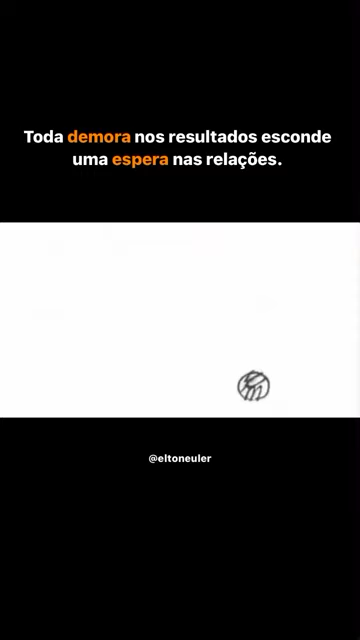 Toda demora nos resultados esconde
uma espera nas relações.
@eltoneuler